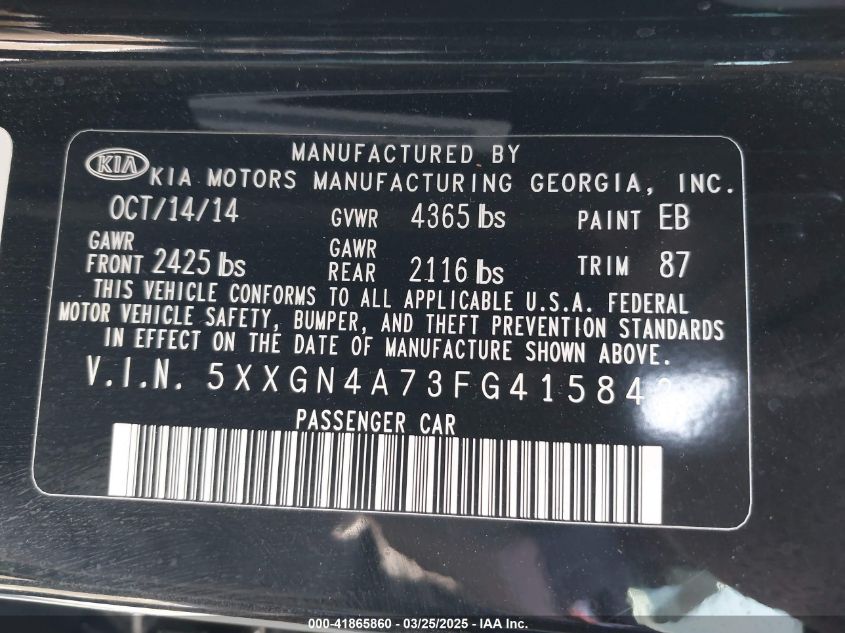 MANUFACTURED BY
KIA KIA MOTORS MANUFACTURING GEORGIA, INC.
OCT/14/14 GVWR 4365 lbs PAINT EB
GAWR FRONT 2425 lbs GAWR REAR 2116 lbs TRIM 87
THIS VEHICLE CONFORMS TO ALL APPLICABLE U.S.A. FEDERAL
MOTOR VEHICLE SAFETY, BUMPER, AND THEFT PREVENTION STANDARDS
IN EFFECT ON THE DATE OF MANUFACTURE SHOWN ABOVE.
V.I.N.
PASSENGER CAR
000-41865860 - 03/25/2025 - IAA Inc.